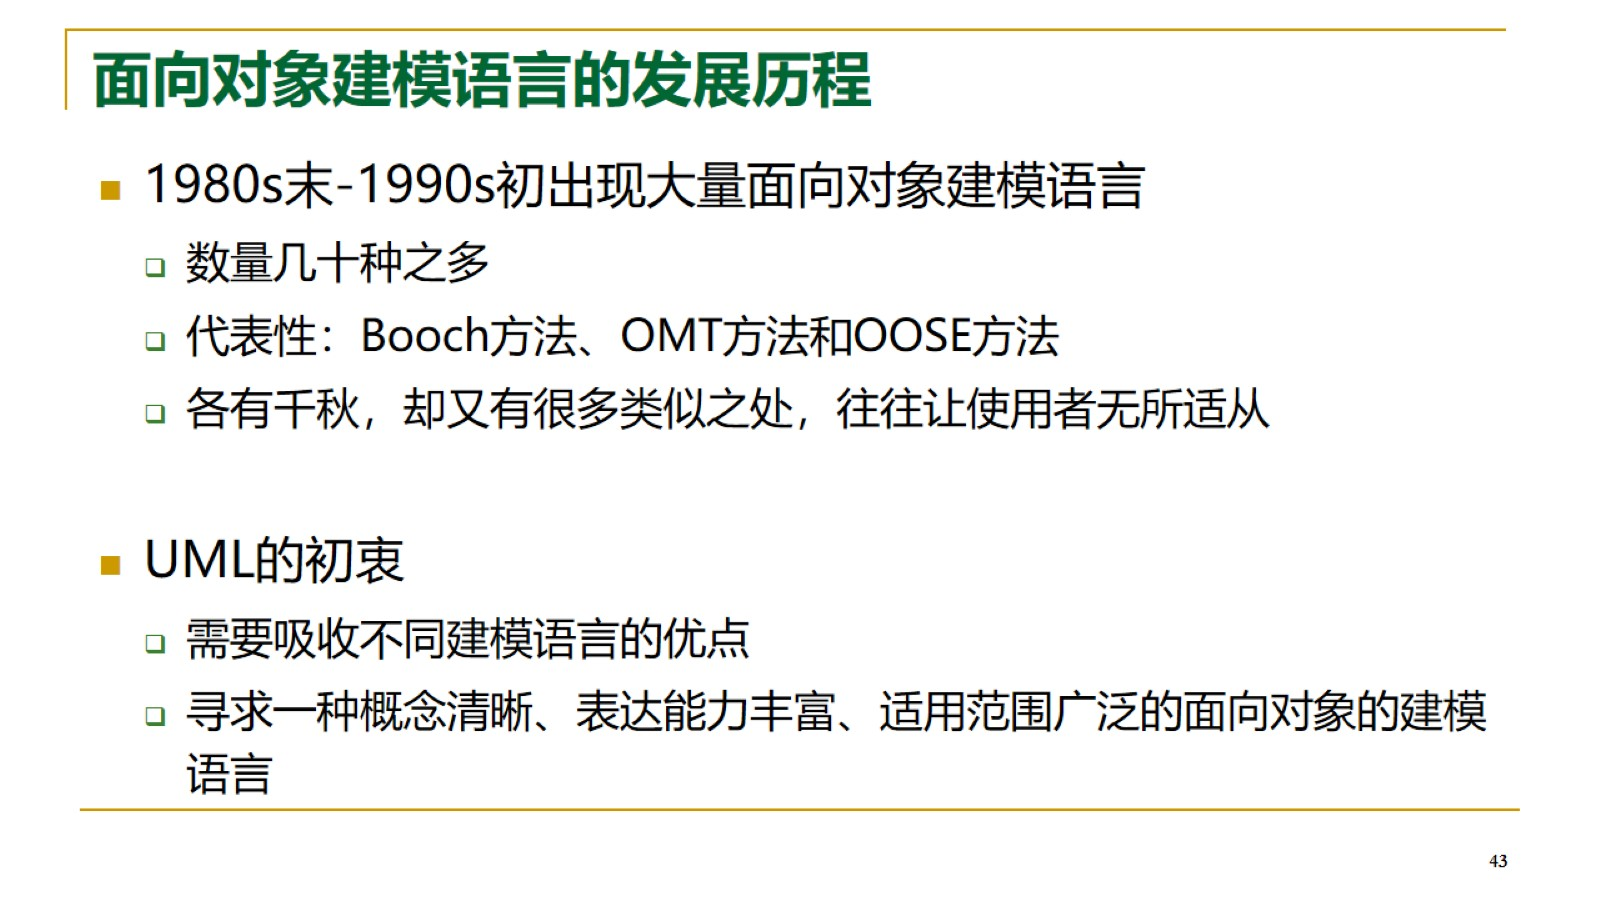 面向对象建模语言的发展历程
1980s末-1990s初出现大量面向对象建模语言
数量几十种之多
代表性：Booch方法、OMT方法和OOSE方法
各有千秋，却又有很多类似之处，往往让使用者无所适从
UML的初衷
需要吸收不同建模语言的优点
寻求一种概念清晰、表达能力丰富、适用范围广泛的面向对象的建模
语言
43